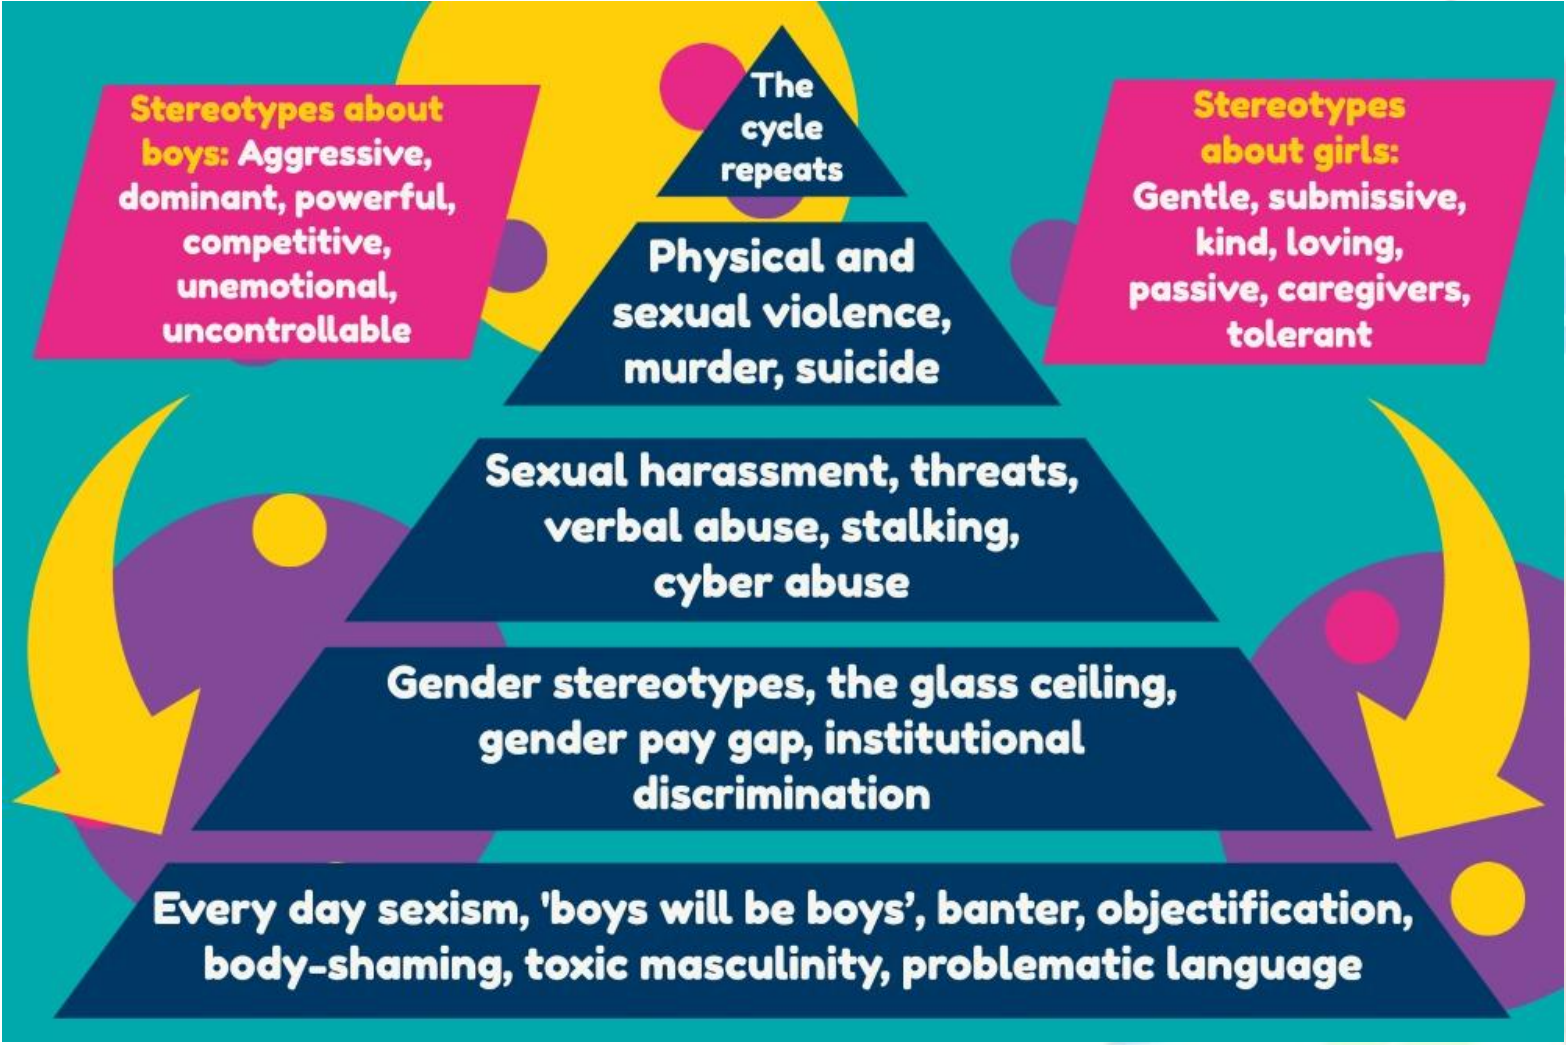 Stereotypes about
boys: Aggressive,
dominant, powerful,
competitive,
unemotional,
uncontrollable
The
cycle
repeats
Stereotypes
about girls:
Gentle, submissive,
kind, loving,
passive, caregivers,
tolerant
Physical and
sexual violence,
murder, suicide
Sexual harassment, threats,
verbal abuse, stalking,
cyber abuse
Gender stereotypes, the glass ceiling,
gender pay gap, institutional
discrimination
Every day sexism, 'boys will be boys’, banter, objectification,
body-shaming, toxic masculinity, problematic language